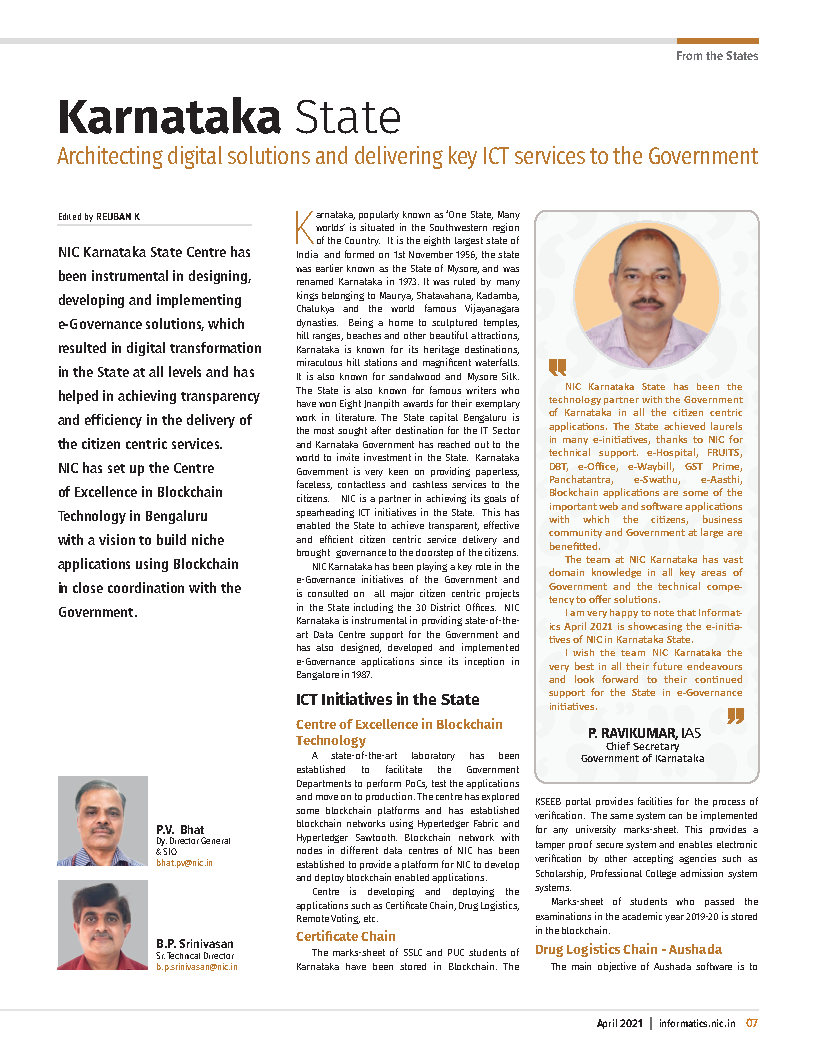 From the States
Karnataka State
Architecting digital solutions and delivering key ICT services to the Government
Edited by REUBAN K
NIC Karnataka State Centre has
been instrumental in designing,
developing and implementing
e-Governance solutions, which
resulted in digital transformation
in the State at all levels and has
helped in achieving transparency
and efficiency in the delivery of
the citizen centric services.
NIC has set up the Centre
of Excellence in Blockchain
Technology in Bengaluru
with a vision to build niche
applications using Blockchain
in close coordination with the
Government.
P.V. Bhat
Dy. Director General
& SIO
bhat.pv@nic.in
B.P. Srinivasan
Sr. Technical Director
b.p.srinivasan@nic.in
Karnataka, popularly known as ‘One State, Many
worlds’ is situated in the Southwestern region
of the Country. It is the eighth largest state of
India and formed on 1st November 1956, the state
was earlier known as the State of Mysore, and was
renamed Karnataka in 1973. It was ruled by many
kings belonging to Maurya, Shatavahana, Kadamba,
Chalukya and the world famous Vijayanagara
dynasties. Being a home to sculptured temples,
hill ranges, beaches and other beautiful attractions,
Karnataka is known for its heritage destinations,
miraculous hill stations and magnificent waterfalls.
It is also known for sandalwood and Mysore Silk.
The State is also known for famous writers who
have won Eight Jnanpith awards for their exemplary
work in literature. The State capital Bengaluru is
the most sought after destination for the IT Sector
and Karnataka Government has reached out to the
world to invite investment in the State. Karnataka
Government is very keen on providing paperless,
faceless, contactless and cashless services to the
citizens. NIC is a partner in achieving its goals of
spearheading ICT initiatives in the State. This has
enabled the State to achieve transparent, effective
and efficient citizen centric service delivery and
brought governance to the doorstep of the citizens.
NIC Karnataka has been playing a key role in the
e-Governance initiatives of the Government and
is consulted on all major citizen centric projects
in the State including the 30 District Offices. NIC
Karnataka is instrumental in providing state-of-the-
art Data Centre support for the Government and
has also designed, developed and implemented
e-Governance applications since its inception in
Bangalore in 1987.
ICT Initiatives in the State
Centre of Excellence in Blockchain
Technology
A state-of-the-art laboratory has been
established to facilitate the Government
Departments to perform PoCs, test the applications
and move on to production. The centre has explored
some blockchain platforms and has established
blockchain networks using Hyperledger Fabric and
Hyperledger Sawtooth. Blockchain network with
nodes in different data centres of NIC has been
established to provide a platform for NIC to develop
and deploy blockchain enabled applications.
Centre is developing and deploying the
applications such as Certificate Chain, Drug Logistics,
Remote Voting, etc.
Certificate Chain
The marks-sheet of SSLC and PUC students of
Karnataka have been stored in Blockchain. The
NIC Karnataka State has been the
technology partner with the Government
of Karnataka in all the citizen centric
applications. The State achieved laurels
in many e-initiatives, thanks to NIC for
technical support. e-Hospital, FRUITS,
DBT, e-Office, e-Waybill, GST Prime,
Panchatantra, e-Swathu, e-Aasthi,
Blockchain applications are some of the
important web and software applications
with which the citizens, business
community and Government at large are
benefitted.
The team at NIC Karnataka has vast
domain knowledge in all key areas of
Government and the technical compe-
tency to offer solutions.
I am very happy to note that Informat-
ics April 2021 is showcasing the e-initia-
tives of NIC in Karnataka State.
I wish the team NIC Karnataka the
very best in all their future endeavours
and look forward to their continued
support for the State in e-Governance
initiatives.
P. RAVIKUMAR, IAS
Chief Secretary
Government of Karnataka
KSEEB portal provides facilities for the process of
verification. The same system can be implemented
for any university marks-sheet. This provides a
tamper proof secure system and enables electronic
verification by other accepting agencies such as
Scholarship, Professional College admission system
systems.
Marks-sheet of students who passed the
examinations in the academic year 2019-20 is stored
in the blockchain.
Drug Logistics Chain - Aushada
The main objective of Aushada software is to
April 2021 | informatics.nic.in 07